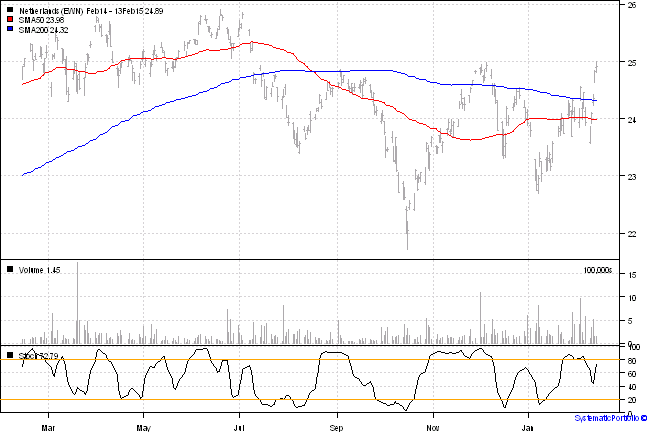 Netherlands (EWN) Feb14 - 13Feb15 24.89
SMA50 23.98
SMA200 24.32
26
25
24
23
22
Volume 1.45
100,000s
15
10
5
0
Stoch 72.79
100
80
60
40
20
0
Mar May Jul Sep Nov Jan
SystematicPortfolio ©